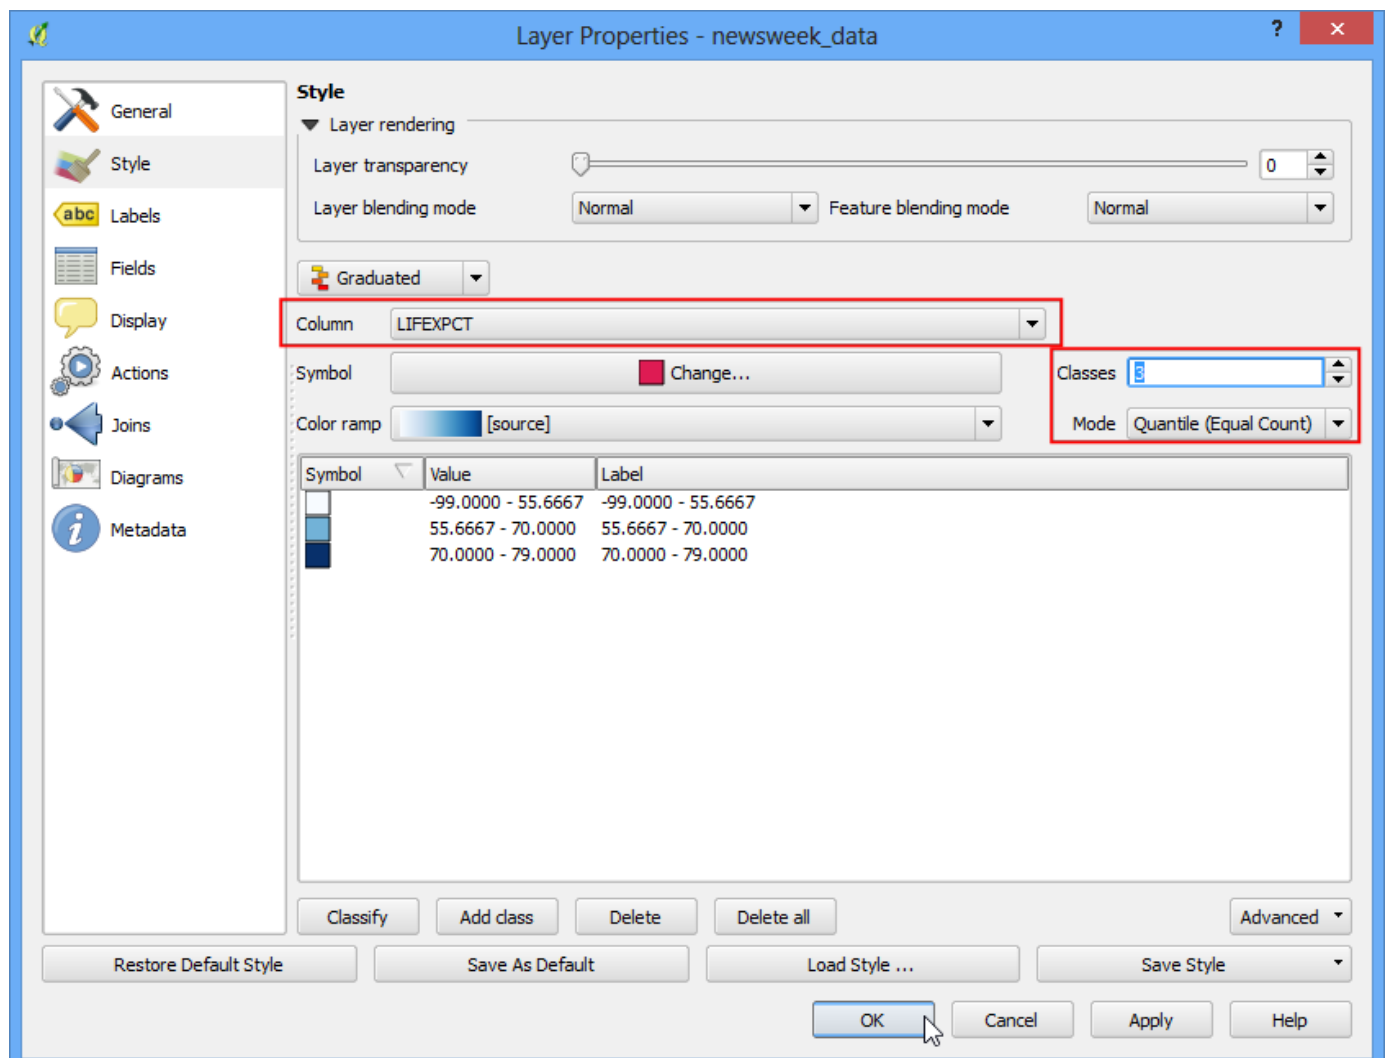 Layer Properties - newsweek_data
?
General
Style
Labels
Fields
Display
Actions
Joins
Diagrams
Metadata
abc
Style
Layer rendering
Layer transparency 0
Layer blending mode Normal Feature blending mode Normal
Graduated
Column LIFEXPCT
Symbol Change... Classes 3
Color ramp [source] Mode Quantile (Equal Count)
Symbol Value Label
-99.0000 - 55.6667 -99.0000 - 55.6667
55.6667 - 70.0000 55.6667 - 70.0000
70.0000 - 79.0000 70.0000 - 79.0000
Classify Add class Delete Delete all Advanced
Restore Default Style Save As Default Load Style ... Save Style
OK Cancel Apply Help